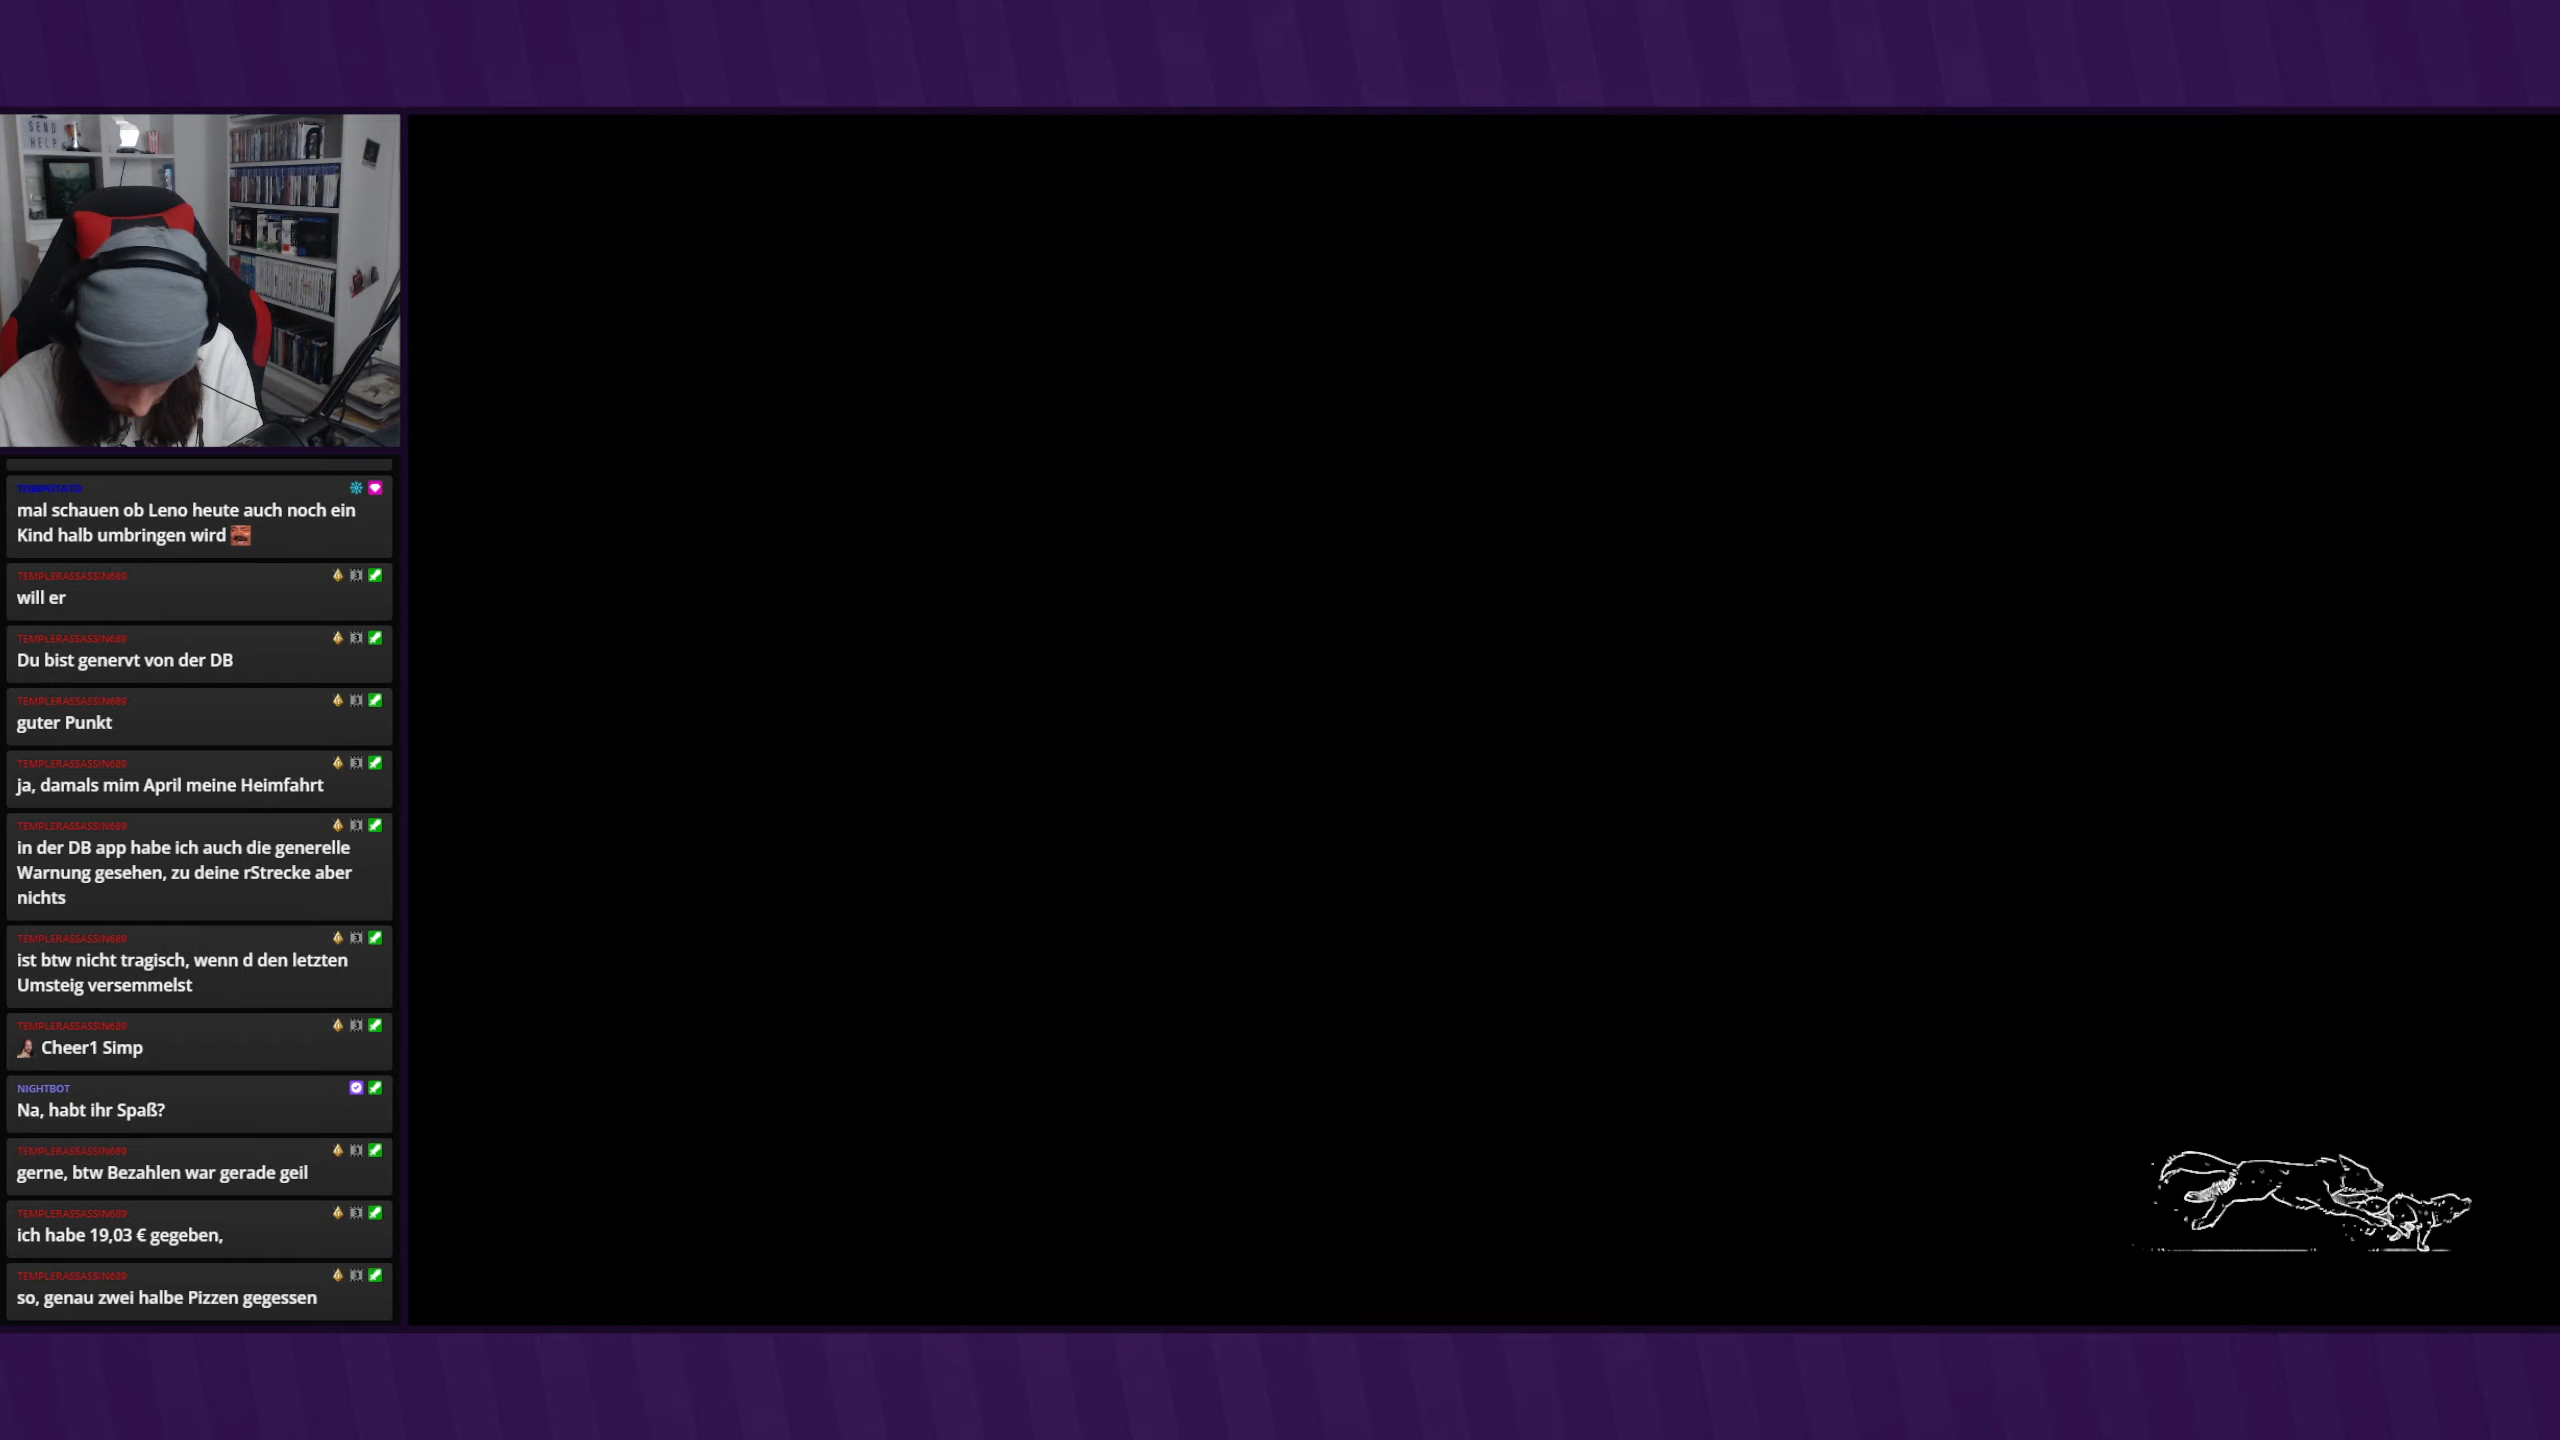 SEND
HELP
mal schauen ob Leno heute auch noch ein
Kind halb umbringen wird
TEMPLERASSASSIN689
will er
TEMPLERASSASSIN689
Du bist genervt von der DB
TEMPLERASSASSIN689
guter Punkt
TEMPLERASSASSIN689
ja, damals mim April meine Heimfahrt
TEMPLERASSASSIN689
in der DB app habe ich auch die generelle
Warnung gesehen, zu deine rStrecke aber
nichts
TEMPLERASSASSIN689
ist btw nicht tragisch, wenn d den letzten
Umsteig versemmelst
TEMPLERASSASSIN689
Cheer1 Simp
NIGHTBOT
Na, habt ihr Spaß?
TEMPLERASSASSIN689
gerne, btw Bezahlen war gerade geil
TEMPLERASSASSIN689
ich habe 19,03 € gegeben,
TEMPLERASSASSIN689
so, genau zwei halbe Pizzen gegessen